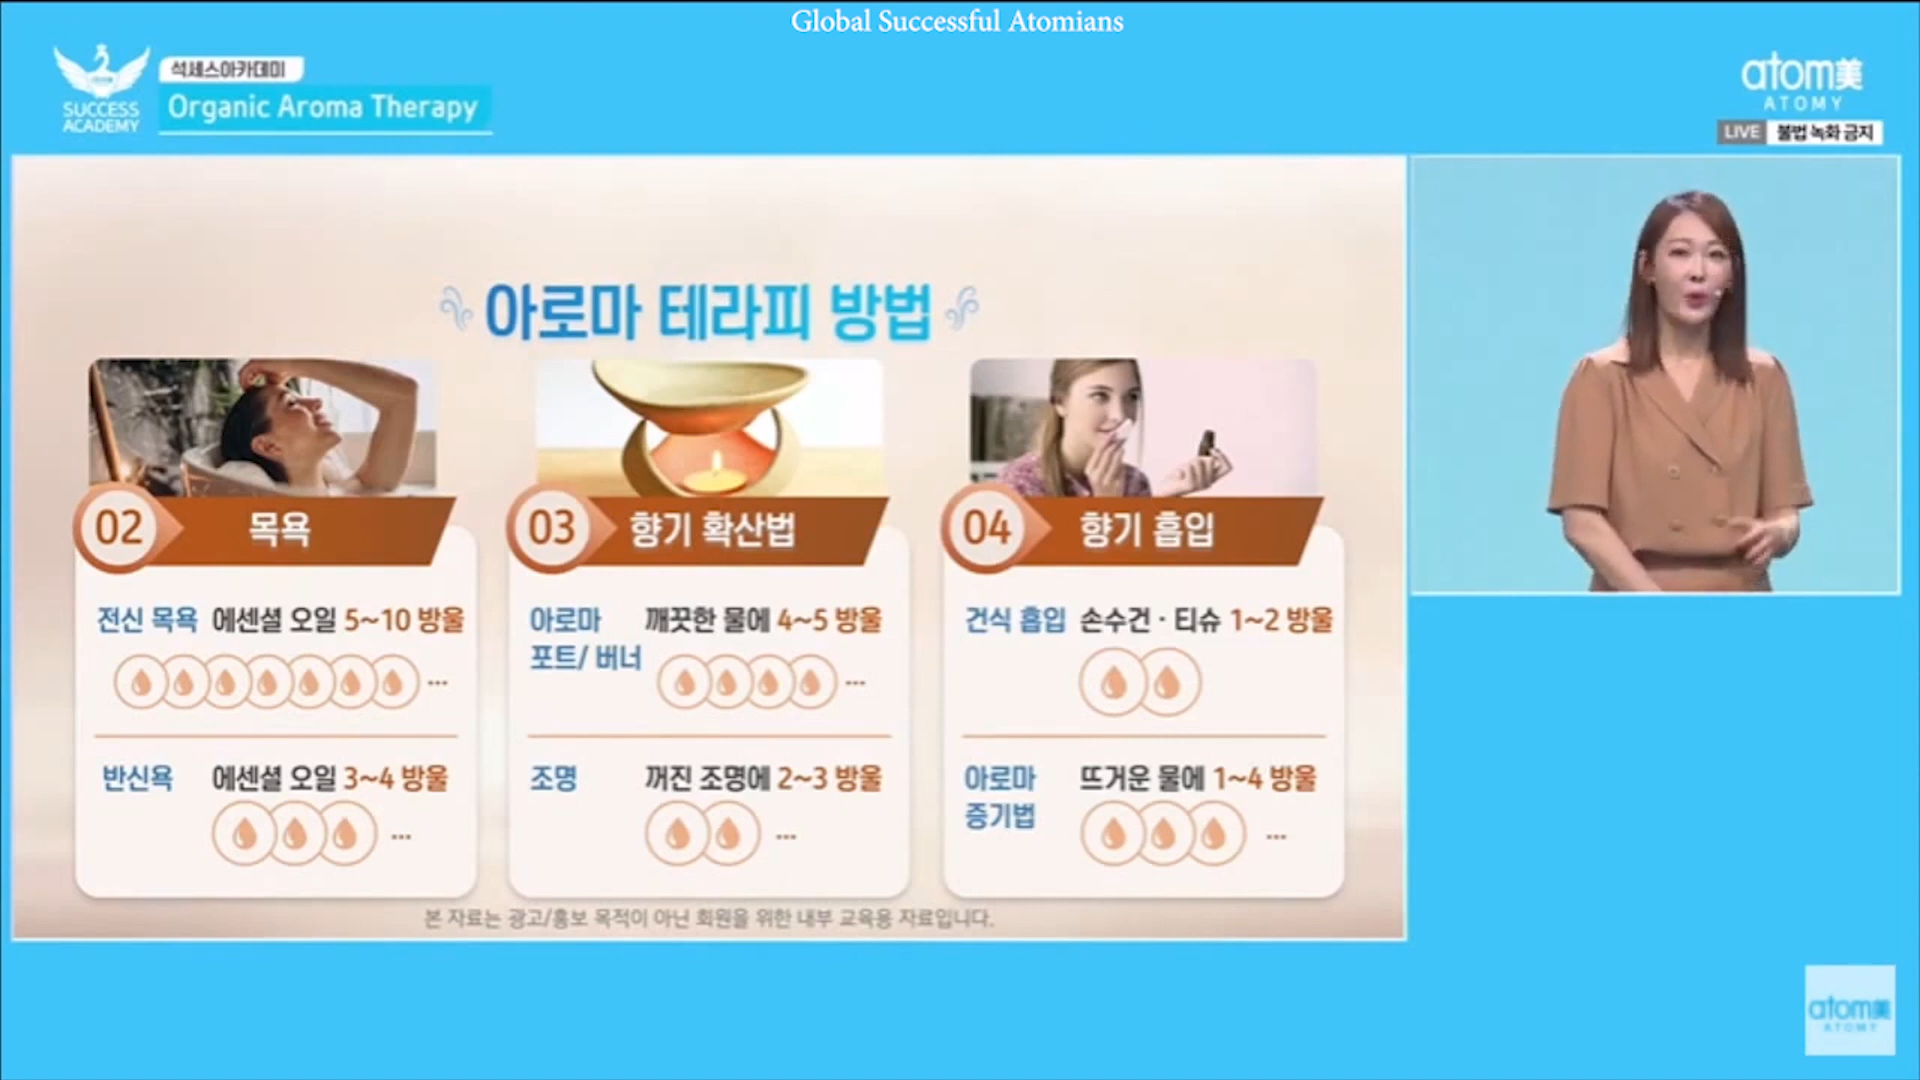 Global Successful Atomians
SUCCESS
ACADEMY
석세스아카데미
Organic Aroma Therapy
atom美
ATOMY
LIVE 불법 녹화 금지
아로마 테라피 방법
02 목욕
전신 목욕 에센셜 오일 5~10 방울
...
반신욕 에센셜 오일 3~4 방울
...
03 향기 확산법
아로마 깨끗한 물에 4~5 방울
포트/ 버너
...
조명 꺼진 조명에 2~3 방울
...
04 향기 흡입
건식 흡입 손수건 · 티슈 1~2 방울
아로마 뜨거운 물에 1~4 방울
증기법
...
본 자료는 광고/홍보 목적이 아닌 회원을 위한 내부 교육용 자료입니다.
atom美
ATOMY